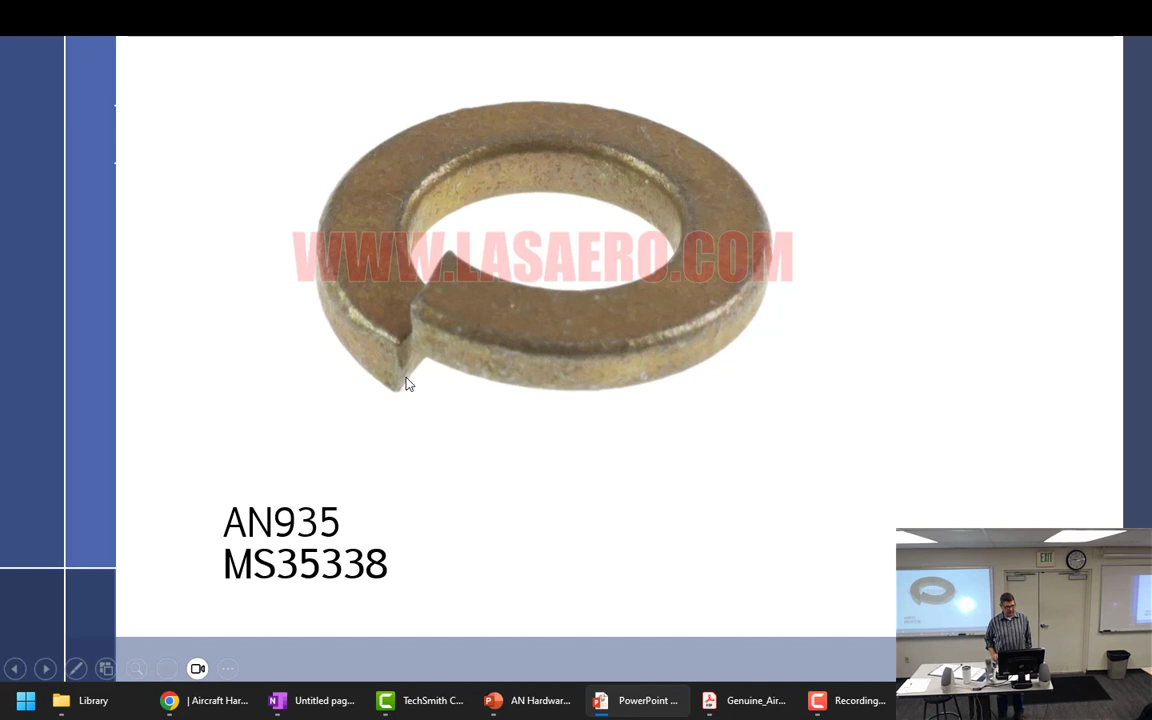 WWW.LASAERO.COM
AN935
MS35338
EXIT
Library
| Aircraft Har...
Untitled pag...
TechSmith C...
AN Hardwar...
PowerPoint ...
Genuine_Air...
Recording...